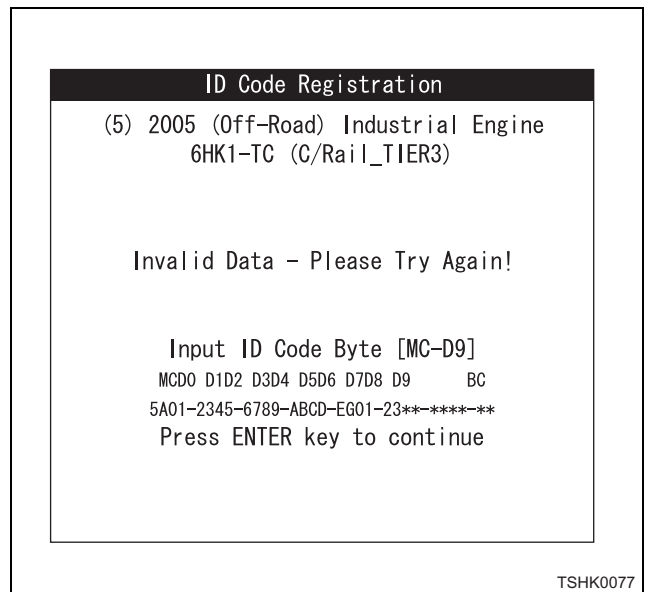 ID Code Registration
(5) 2005 (Off-Road) Industrial Engine
6HK1-TC (C/Rail_TIER3)
Invalid Data - Please Try Again!
Input ID Code Byte [MC-D9]
MCD0 D1D2 D3D4 D5D6 D7D8 D9 BC
5A01-2345-6789-ABCD-EG01-23**-****-**
Press ENTER key to continue
TSHK0077